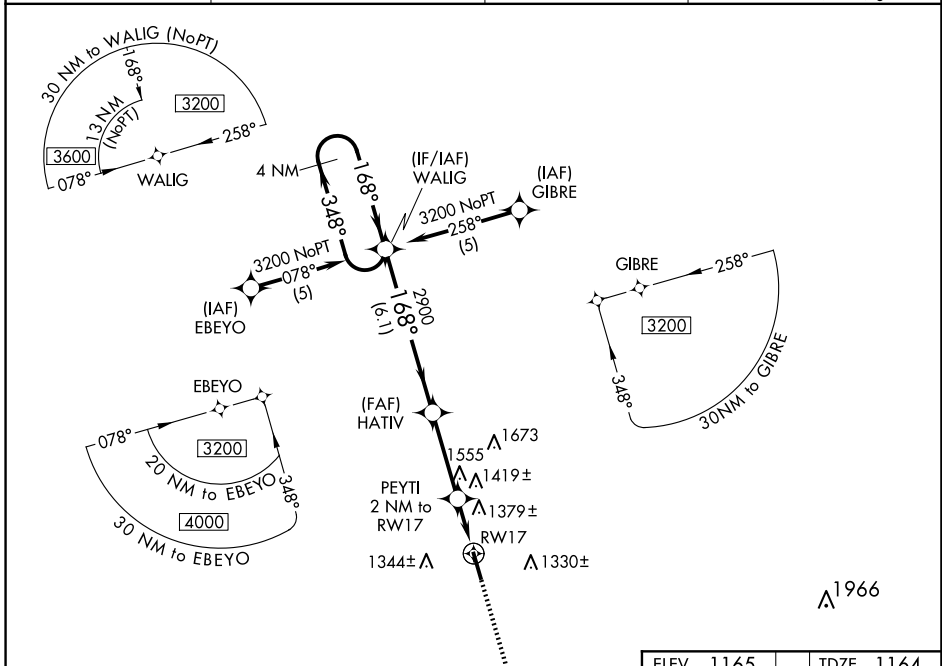 30 NM to WALIG (NoPT)
168°
13 NM
(NoPT)
3200
258°
3600
078°
WALIG
4 NM
168°
348°
(IF/IAF)
WALIG
(IAF)
GIBRE
3200 NoPT
258°
(5)
3200 NoPT
078°
(5)
(IAF)
EBEYO
2900
168°
(6.1)
GIBRE
258°
3200
348°
30NM to GIBRE
EBEYO
078°
3200
20 NM to EBEYO
348°
4000
30 NM to EBEYO
(FAF)
HATIV
1673
1555
1419±
PEYTI
2 NM to
RW17
1379±
RW17
1344±
1330±
1966
ELEV 1165
TDZE 1164